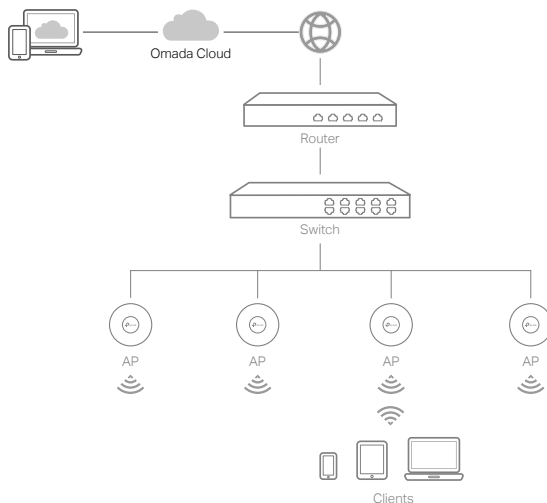 Omada Cloud
Router
Switch
AP
AP
AP
AP
Clients